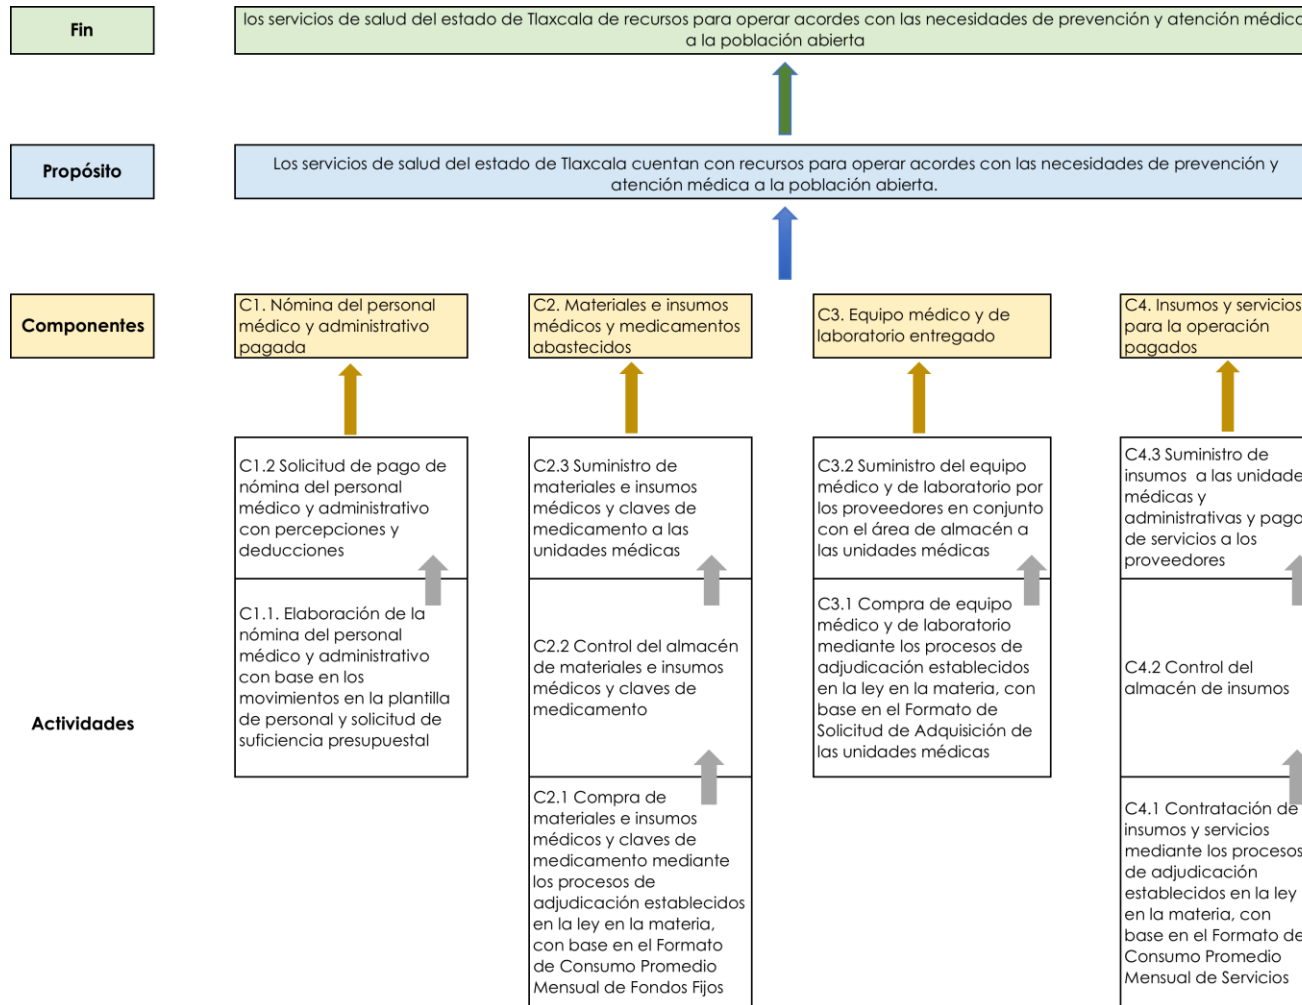 Fin
los servicios de salud del estado de Tlaxcala de recursos para operar acordes con las necesidades de prevención y atención médic
a la población abierta
Propósito
Los servicios de salud del estado de Tlaxcala cuentan con recursos para operar acordes con las necesidades de prevención y
atención médica a la población abierta.
Componentes
C1. Nómina del personal
médico y administrativo
pagada
C2. Materiales e insumos
médicos y medicamentos
abastecidos
C3. Equipo médico y de
laboratorio entregado
C4. Insumos y servicios
para la operación
pagados
Actividades
C1.2 Solicitud de pago de
nómina del personal
médico y administrativo
con percepciones y
deducciones
C1.1. Elaboración de la
nómina del personal
médico y administrativo
con base en los
movimientos en la plantilla
de personal y solicitud de
suficiencia presupuestal
C2.3 Suministro de
materiales e insumos
médicos y claves de
medicamento a las
unidades médicas
C2.2 Control del almacén
de materiales e insumos
médicos y claves de
medicamento
C2.1 Compra de
materiales e insumos
médicos y claves de
medicamento mediante
los procesos de
adjudicación establecidos
en la ley en la materia,
con base en el Formato
de Consumo Promedio
Mensual de Fondos Fijos
C3.2 Suministro del equipo
médico y de laboratorio por
los proveedores en conjunto
con el área de almacén a
las unidades médicas
C3.1 Compra de equipo
médico y de laboratorio
mediante los procesos de
adjudicación establecidos
en la ley en la materia, con
base en el Formato de
Solicitud de Adquisición de
las unidades médicas
C4.3 Suministro de
insumos a las unidade
médicas y
administrativas y pago
de servicios a los
proveedores
C4.2 Control del
almacén de insumos
C4.1 Contratación de
insumos y servicios
mediante los procesos
de adjudicación
establecidos en la ley
en la materia, con
base en el Formato de
Consumo Promedio
Mensual de Servicios